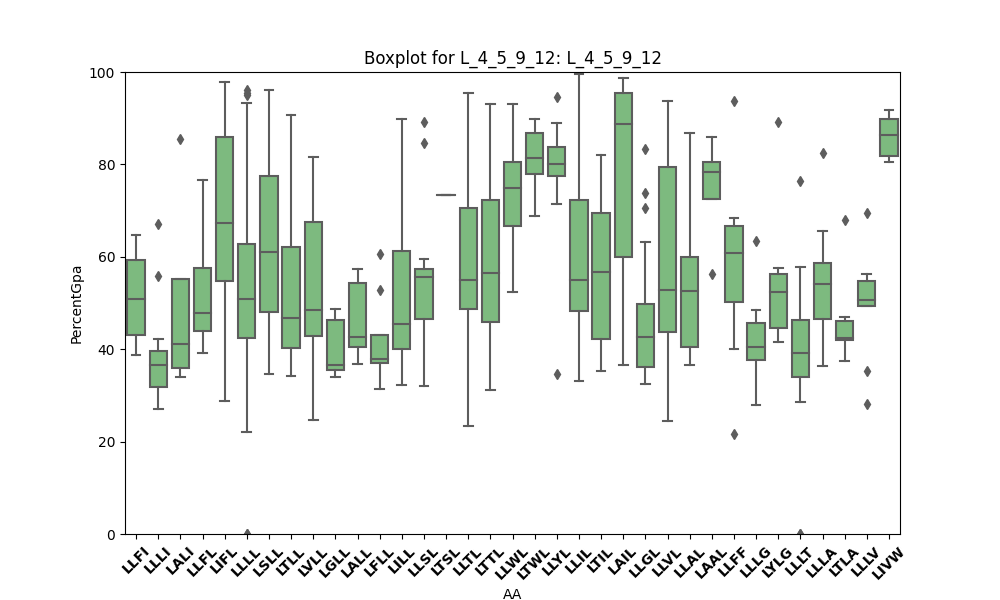 Boxplot for L_4_5_9_12: L_4_5_9_12
100
80
60
40
20
0
PercentGpa
LLFI LLLI LALI LLFL LIFL LLLL LSLL LTLL LVLL LGLL LALL LFLL LILL LLSL LTSL LLTL LTTL LLWL LTWL LLYL LLIL LTIL LAIL LLGL LLVL LLAL LAAL LLFF LLLG LYLG LLLT LLLA LTLA LLLV LIVW
AA